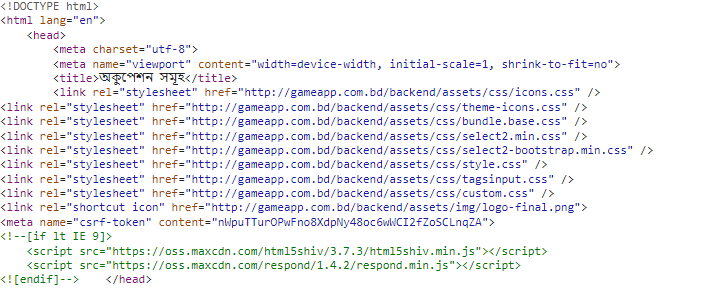 <!DOCTYPE html>
<html lang="en">
<head>
<meta charset="utf-8">
<meta name="viewport" content="width=device-width, initial-scale=1, shrink-to-fit=no">
<title>অকুপেশন সমূহ</title>
<link rel="stylesheet" href="http://gameapp.com.bd/backend/assets/css/icons.css" />
<link rel="stylesheet" href="http://gameapp.com.bd/backend/assets/css/theme-icons.css" />
<link rel="stylesheet" href="http://gameapp.com.bd/backend/assets/css/bundle.base.css" />
<link rel="stylesheet" href="http://gameapp.com.bd/backend/assets/css/select2.min.css" />
<link rel="stylesheet" href="http://gameapp.com.bd/backend/assets/css/select2-bootstrap.min.css" />
<link rel="stylesheet" href="http://gameapp.com.bd/backend/assets/css/style.css" />
<link rel="stylesheet" href="http://gameapp.com.bd/backend/assets/css/tagsinput.css" />
<link rel="stylesheet" href="http://gameapp.com.bd/backend/assets/css/custom.css" />
<link rel="shortcut icon" href="http://gameapp.com.bd/backend/assets/img/logo-final.png">
<meta name="csrf-token" content="nWpuTTurOPwFno8XdpNy48oc6wWCI2fZoSCLnqZA">
<!--[if lt IE 9]>
<script src="https://oss.maxcdn.com/html5shiv/3.7.3/html5shiv.min.js"></script>
<script src="https://oss.maxcdn.com/respond/1.4.2/respond.min.js"></script>
<![endif]--> </head>